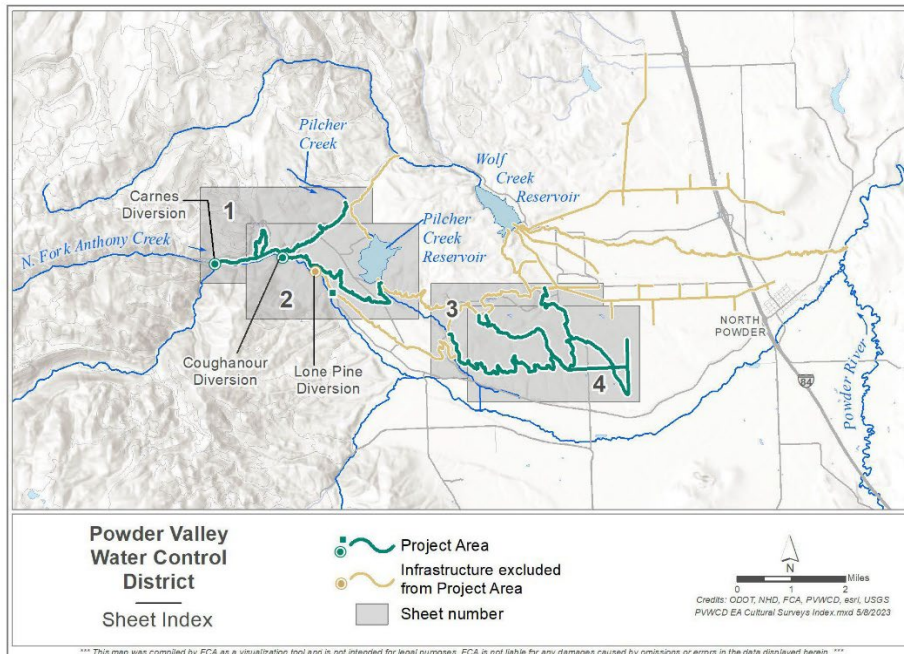 Pilcher
Creek
Wolf
Creek
Reservoir
Carnes
Diversion
1
N. Fork Anthony Creek
Pilcher
Creek
Reservoir
2
3
NORTH
POWDER
Coughanour
Diversion
Lone Pine
Diversion
4
84
Powder River
Powder Valley
Water Control
District
Sheet Index
Project Area
Infrastructure excluded
from Project Area
Sheet number
N
0 1 2 Miles
Credits: ODOT, NHD, FCA, PVWCD, esri, USGS
PVWCD EA Cultural Surveys Index.mxd 5/8/2023
*** This map was compiled by FCA as a visualization tool and is not intended for legal purposes. FCA is not liable for any damages caused by omissions or errors in the data displayed herein. ***